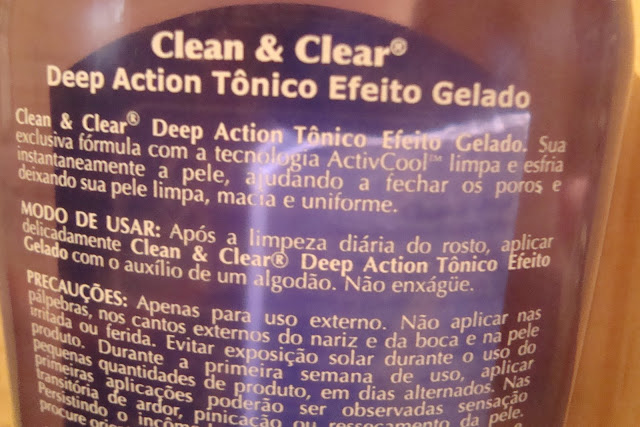 Clean & Clear®
Deep Action Tônico Efeito Gelado
Clean & Clear® Deep Action Tônico Efeito Gelado. Sua
exclusiva fórmula com a tecnologia ActivCool™ limpa e esfria
instantaneamente a pele, ajudando a fechar os poros e
deixando sua pele limpa, macia e uniforme.
MODO DE USAR: Após a limpeza diária do rosto, aplicar
delicadamente Clean & Clear® Deep Action Tônico Efeito
Gelado com o auxílio de um algodão. Não enxágüe.
PRECAUÇÕES: Apenas para uso externo. Não aplicar nas
pálpebras, nos cantos externos do nariz e da boca e na pele
irritada ou ferida. Evitar exposição solar durante o uso do
produto. Durante a primeira semana de uso, aplicar
pequenas quantidades de produto, em dias alternados. Nas
primeiras aplicações poderão ser observadas sensação
transitória de ardor, pinicação ou ressecamento da pele.
Persistindo o
procure